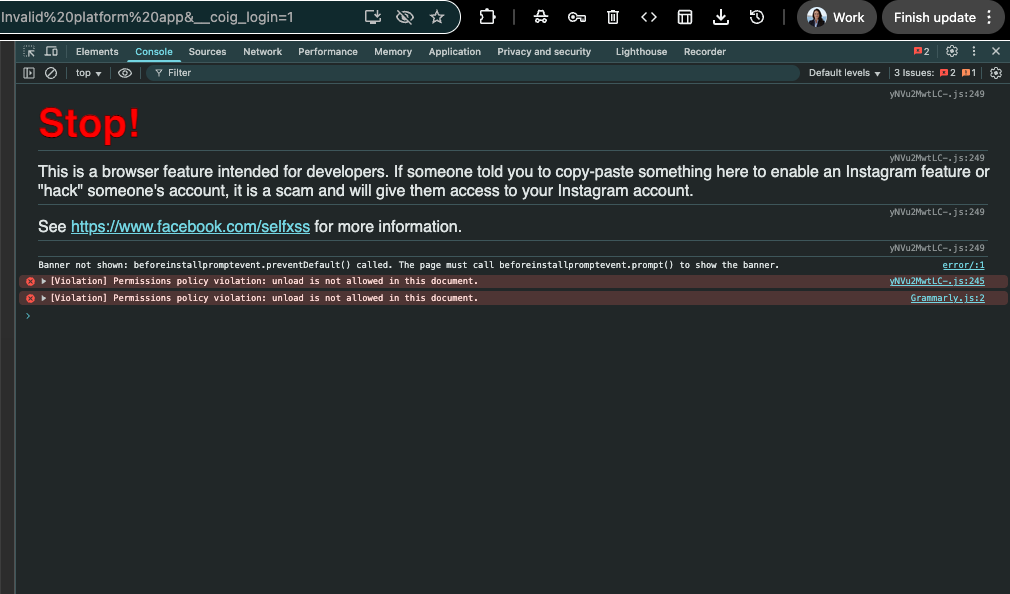 Invalid%20platform%20app&__coig_login=1
Work
Finish update
Elements Console Sources Network Performance Memory Application Privacy and security Lighthouse Recorder 2
top Filter Default levels 3 Issues: 2 1
yNVu2MwtLC-.js:249
Stop!
yNVu2MwtLC-.js:249
This is a browser feature intended for developers. If someone told you to copy-paste something here to enable an Instagram feature or
"hack" someone's account, it is a scam and will give them access to your Instagram account.
yNVu2MwtLC-.js:249
See https://www.facebook.com/selfxss for more information.
yNVu2MwtLC-.js:249
Banner not shown: beforeinstallpromptevent.preventDefault() called. The page must call beforeinstallpromptevent.prompt() to show the banner. error/:1
[Violation] Permissions policy violation: unload is not allowed in this document. yNVu2MwtLC-.js:245
[Violation] Permissions policy violation: unload is not allowed in this document. Grammarly.js:2